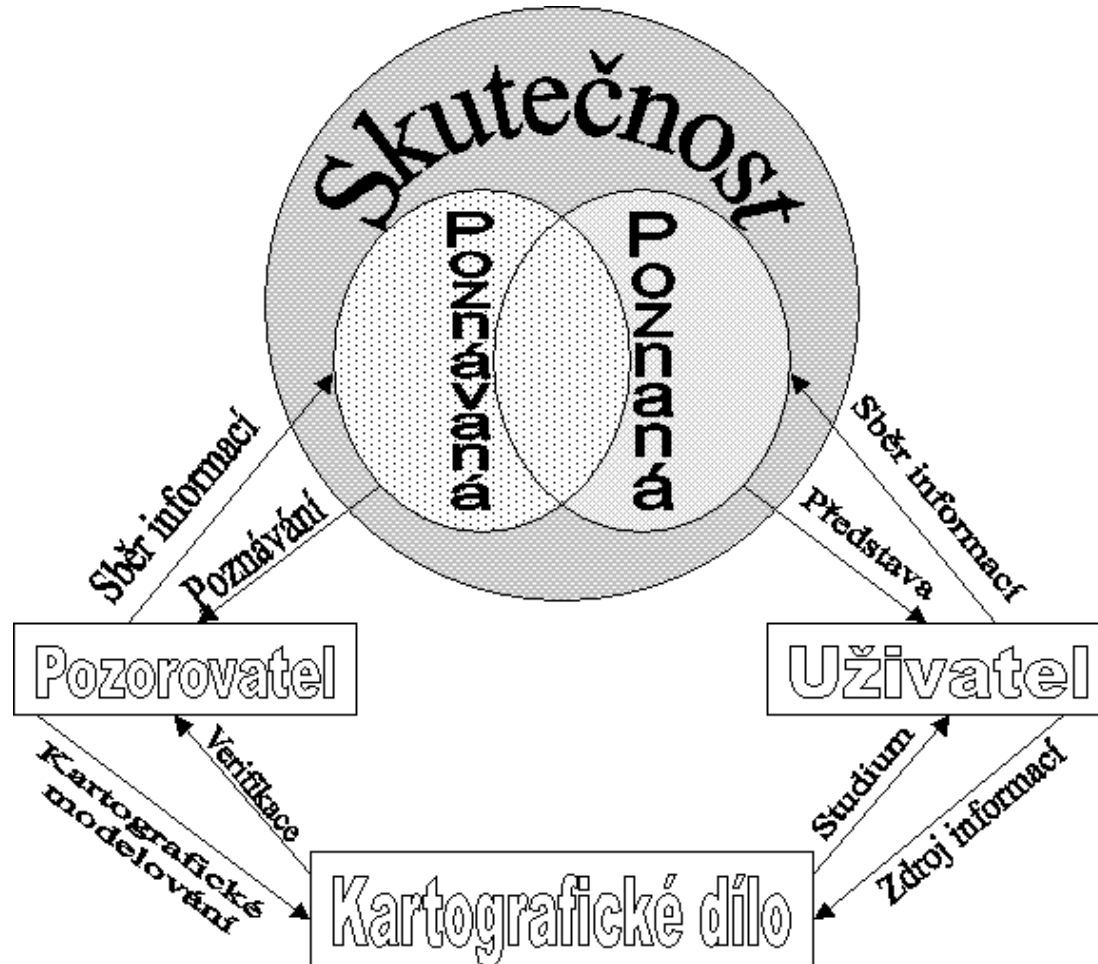 Skutečnost
Poznávaná
Poznaná
Sběr informací
Poznávání
Sběr informací
Představa
Pozorovatel
Uživatel
Kartografické
modelování
Verifikace
Studium
Zdroj informací
Kartografické dílo